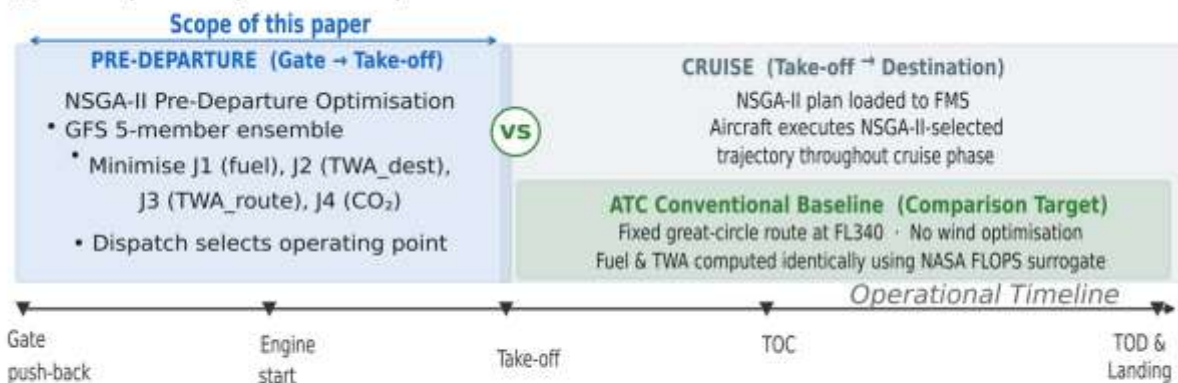 Scope of this paper
PRE-DEPARTURE (Gate → Take-off)
NSGA-II Pre-Departure Optimisation
• GFS 5-member ensemble
• Minimise J1 (fuel), J2 (TWA_dest),
J3 (TWA_route), J4 (CO₂)
• Dispatch selects operating point
vs
CRUISE (Take-off → Destination)
NSGA-II plan loaded to FMS
Aircraft executes NSGA-II-selected
trajectory throughout cruise phase
ATC Conventional Baseline (Comparison Target)
Fixed great-circle route at FL340 · No wind optimisation
Fuel & TWA computed identically using NASA FLOPS surrogate
Operational Timeline
Gate
push-back
Engine
start
Take-off
TOC
TOD &
Landing